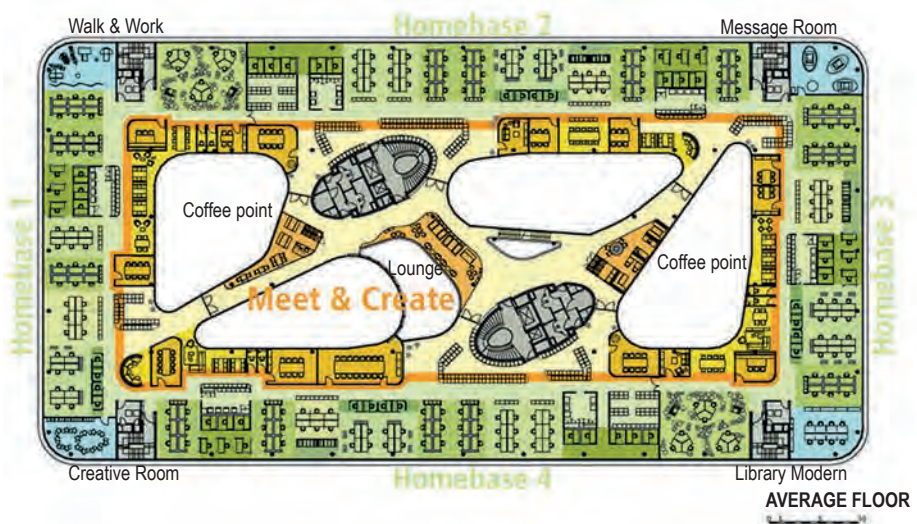 Walk & Work
Homebase 2
Message Room
Homebase 1
Coffee point
Lounge
Coffee point
Meet & Create
Homebase 3
Creative Room
Homebase 4
Library Modern
AVERAGE FLOOR